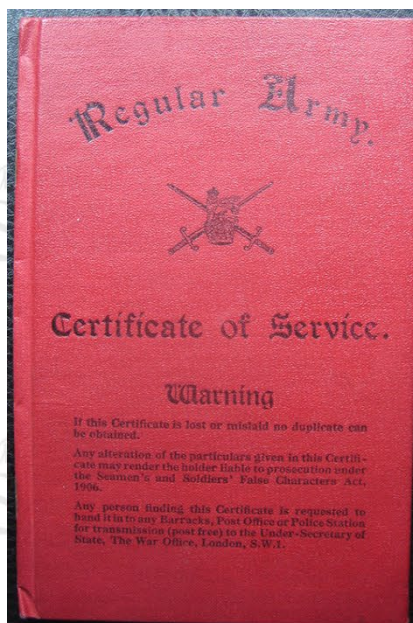 Regular Army.
Certificate of Service.
Warning
If this Certificate is lost or mislaid no duplicate can
be obtained.
Any alteration of the particulars given in this Certifi-
cate may render the holder liable to prosecution under
the Seamen's and Soldiers' False Characters Act,
1906.
Any person finding this Certificate is requested to
hand it in to any Barracks, Post Office or Police Station
for transmission (post free) to the Under-Secretary of
State, The War Office, London, S.W.1.